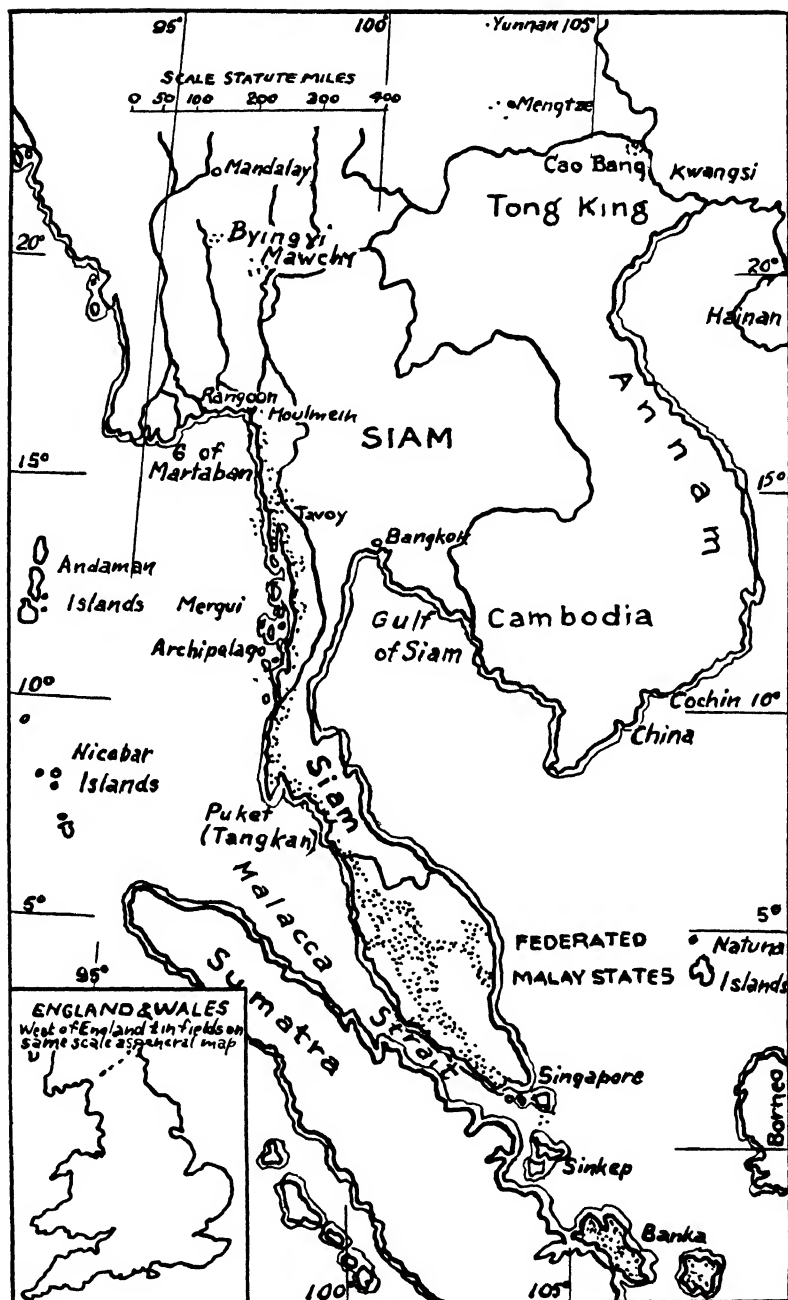 95°
100°
·Yunnan 105°
SCALE STATUTE MILES
0 50 100 200 300 400
Mengtze
Mandalay
Cao Bang
Kwangsi
Tong King
Byingyi
Mawchy
20°
20°
Hainan
Annam
Rangoon
Moulmein
SIAM
G of
Martaban
15°
15°
Tavoy
Bangkok
Andaman
Islands
Mergui
Archipelago
Gulf
of Siam
Cambodia
10°
Cochin 10°
China
Nicobar
Islands
Siam
Puket
(Tangkan)
Malacca
Strait
5°
5°
FEDERATED
MALAY STATES
Natuna
Islands
95°
Sumatra
ENGLAND & WALES
West of England tin fields on
same scale as general map
Singapore
Borneo
Sinkep
Banka
100°
105°